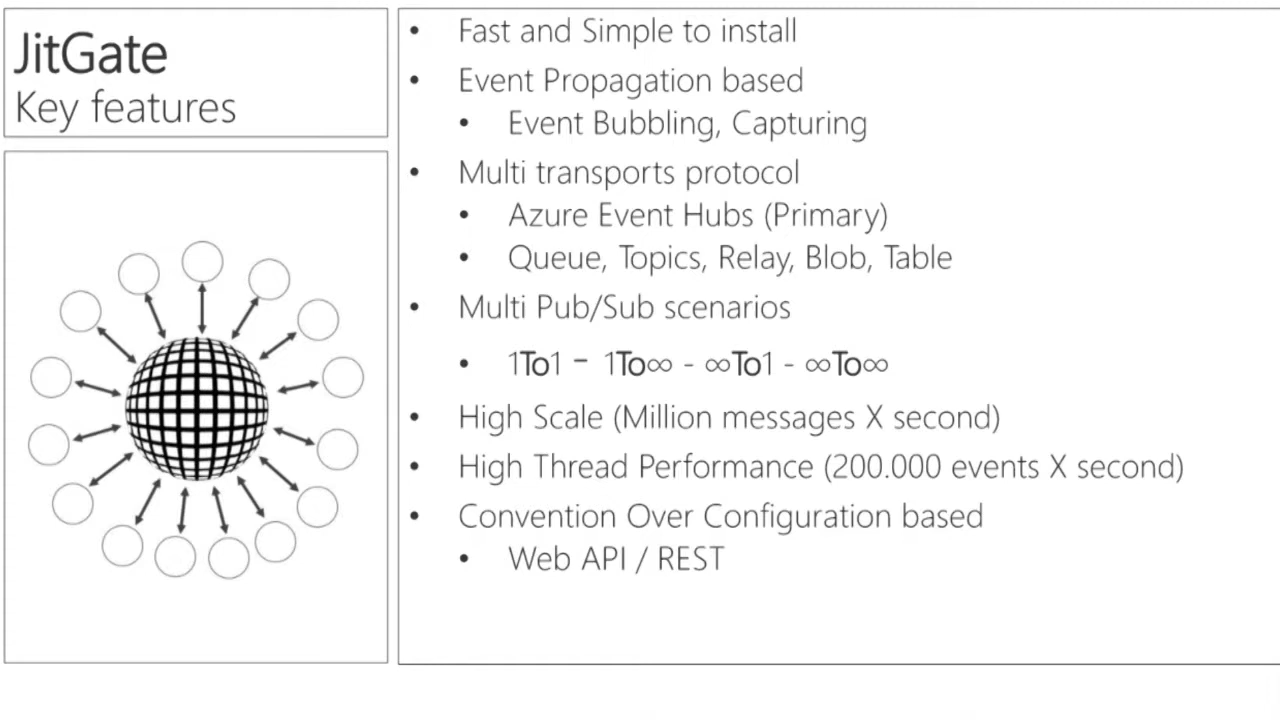 JitGate
Key features
• Fast and Simple to install
• Event Propagation based
• Event Bubbling, Capturing
• Multi transports protocol
• Azure Event Hubs (Primary)
• Queue, Topics, Relay, Blob, Table
• Multi Pub/Sub scenarios
• 1To1 – 1To∞ - ∞To1 - ∞To∞
• High Scale (Million messages X second)
• High Thread Performance (200.000 events X second)
• Convention Over Configuration based
• Web API / REST